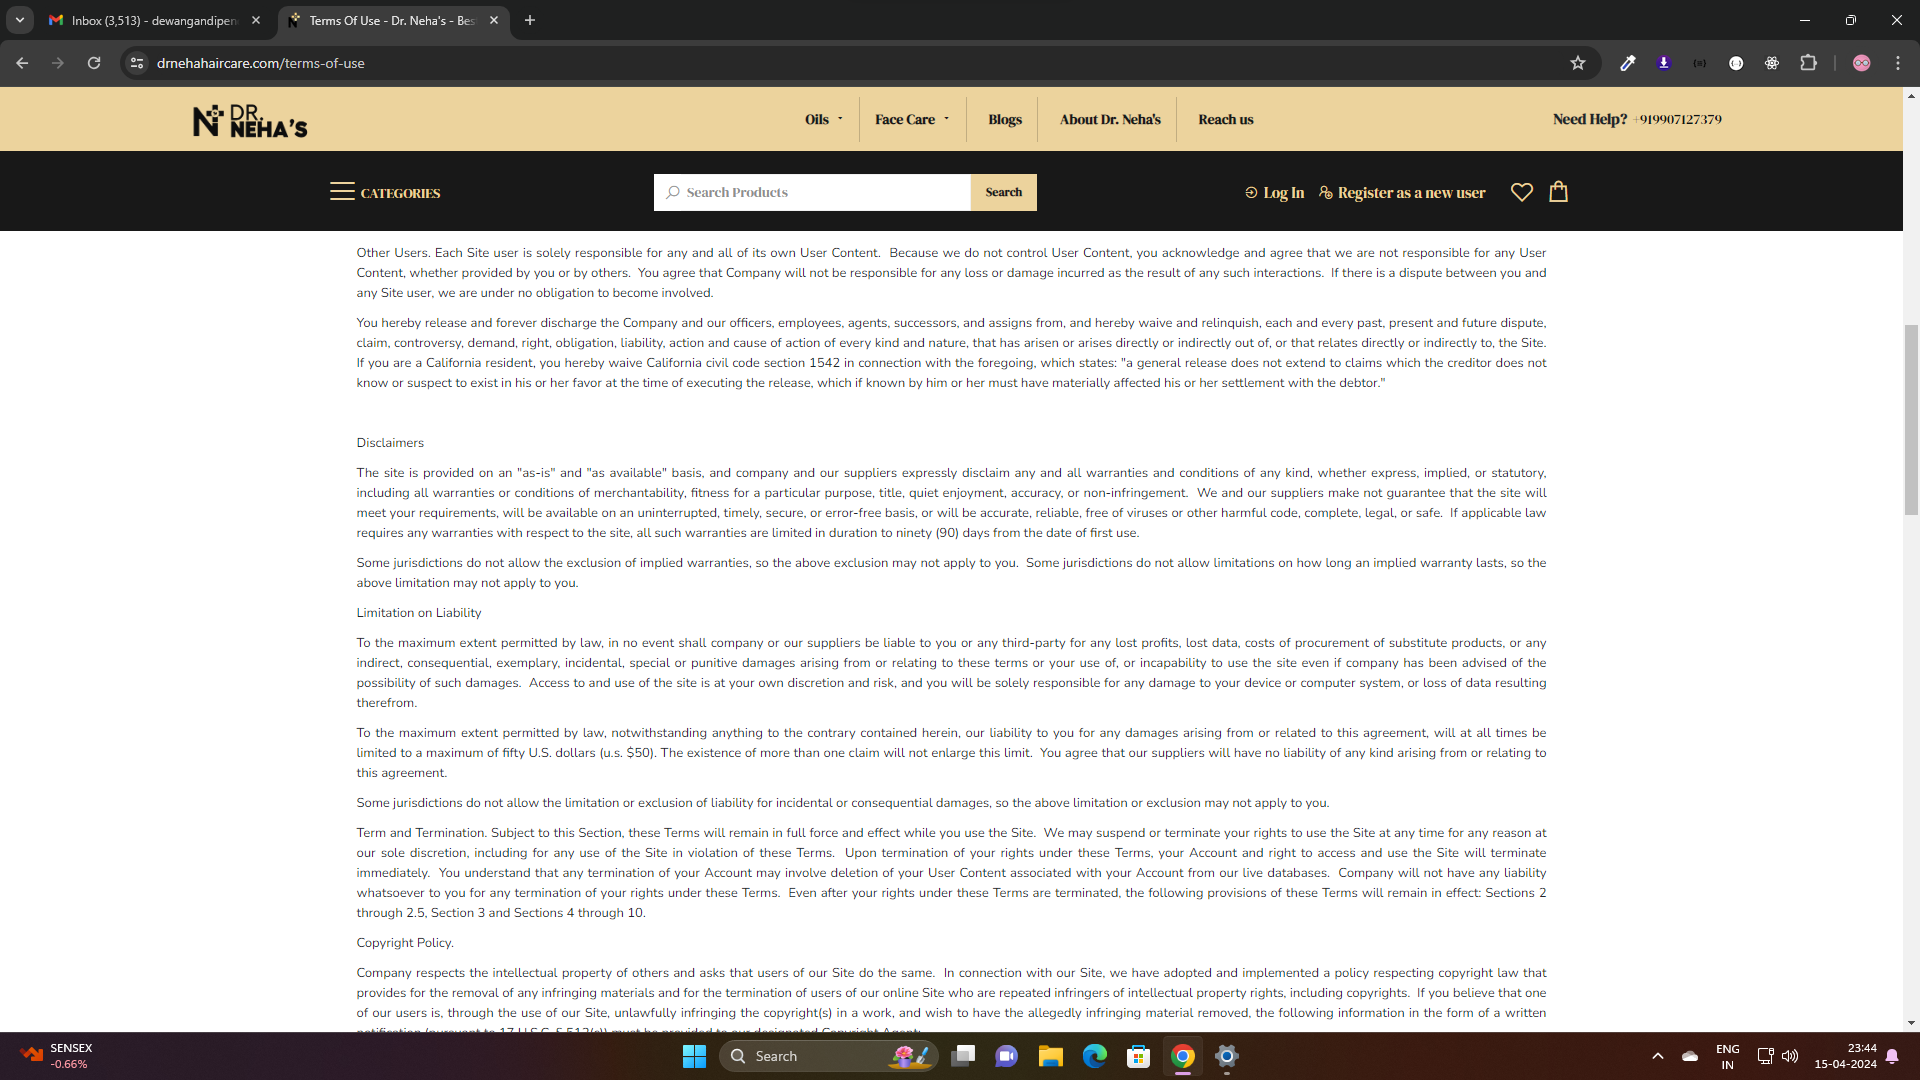 Inbox (3,513) - dewangandipen
Terms Of Use - Dr. Neha's - Bes
drnehahaircare.com/terms-of-use
DR. NEHA'S
Oils
Face Care
Blogs
About Dr. Neha's
Reach us
Need Help? +919907127379
CATEGORIES
Search Products
Search
Log In
Register as a new user
Other Users. Each Site user is solely responsible for any and all of its own User Content.  Because we do not control User Content, you acknowledge and agree that we are not responsible for any User
Content, whether provided by you or by others.  You agree that Company will not be responsible for any loss or damage incurred as the result of any such interactions.  If there is a dispute between you and
any Site user, we are under no obligation to become involved.
You hereby release and forever discharge the Company and our officers, employees, agents, successors, and assigns from, and hereby waive and relinquish, each and every past, present and future dispute,
claim, controversy, demand, right, obligation, liability, action and cause of action of every kind and nature, that has arisen or arises directly or indirectly out of, or that relates directly or indirectly to, the Site.
If you are a California resident, you hereby waive California civil code section 1542 in connection with the foregoing, which states: "a general release does not extend to claims which the creditor does not
know or suspect to exist in his or her favor at the time of executing the release, which if known by him or her must have materially affected his or her settlement with the debtor."
Disclaimers
The site is provided on an "as-is" and "as available" basis, and company and our suppliers expressly disclaim any and all warranties and conditions of any kind, whether express, implied, or statutory,
including all warranties or conditions of merchantability, fitness for a particular purpose, title, quiet enjoyment, accuracy, or non-infringement.  We and our suppliers make not guarantee that the site will
meet your requirements, will be available on an uninterrupted, timely, secure, or error-free basis, or will be accurate, reliable, free of viruses or other harmful code, complete, legal, or safe.  If applicable law
requires any warranties with respect to the site, all such warranties are limited in duration to ninety (90) days from the date of first use.
Some jurisdictions do not allow the exclusion of implied warranties, so the above exclusion may not apply to you.  Some jurisdictions do not allow limitations on how long an implied warranty lasts, so the
above limitation may not apply to you.
Limitation on Liability
To the maximum extent permitted by law, in no event shall company or our suppliers be liable to you or any third-party for any lost profits, lost data, costs of procurement of substitute products, or any
indirect, consequential, exemplary, incidental, special or punitive damages arising from or relating to these terms or your use of, or incapability to use the site even if company has been advised of the
possibility of such damages.  Access to and use of the site is at your own discretion and risk, and you will be solely responsible for any damage to your device or computer system, or loss of data resulting
therefrom.
To the maximum extent permitted by law, notwithstanding anything to the contrary contained herein, our liability to you for any damages arising from or related to this agreement, will at all times be
limited to a maximum of fifty U.S. dollars (u.s. $50). The existence of more than one claim will not enlarge this limit.  You agree that our suppliers will have no liability of any kind arising from or relating to
this agreement.
Some jurisdictions do not allow the limitation or exclusion of liability for incidental or consequential damages, so the above limitation or exclusion may not apply to you.
Term and Termination. Subject to this Section, these Terms will remain in full force and effect while you use the Site.  We may suspend or terminate your rights to use the Site at any time for any reason at
our sole discretion, including for any use of the Site in violation of these Terms.  Upon termination of your rights under these Terms, your Account and right to access and use the Site will terminate
immediately.  You understand that any termination of your Account may involve deletion of your User Content associated with your Account from our live databases.  Company will not have any liability
whatsoever to you for any termination of your rights under these Terms.  Even after your rights under these Terms are terminated, the following provisions of these Terms will remain in effect: Sections 2
through 2.5, Section 3 and Sections 4 through 10.
Copyright Policy.
Company respects the intellectual property of others and asks that users of our Site do the same.  In connection with our Site, we have adopted and implemented a policy respecting copyright law that
provides for the removal of any infringing materials and for the termination of users of our online Site who are repeated infringers of intellectual property rights, including copyrights.  If you believe that one
of our users is, through the use of our Site, unlawfully infringing the copyright(s) in a work, and wish to have the allegedly infringing material removed, the following information in the form of a written
notification (pursuant to 17 U.S.C. § 512(c)) must be provided to our designated Copyright Agent:
SENSEX
-0.66%
Search
ENG
IN
23:44
15-04-2024